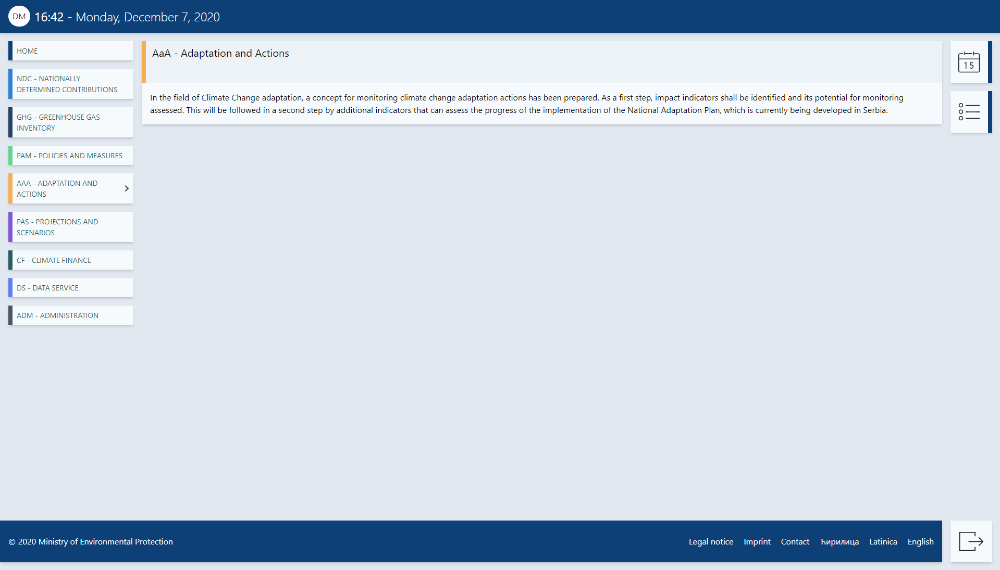 DM 16:42 - Monday, December 7, 2020
HOME
NDC - NATIONALLY
DETERMINED CONTRIBUTIONS
GHG - GREENHOUSE GAS
INVENTORY
PAM - POLICIES AND MEASURES
AAA - ADAPTATION AND
ACTIONS
PAS - PROJECTIONS AND
SCENARIOS
CF - CLIMATE FINANCE
DS - DATA SERVICE
ADM - ADMINISTRATION
AaA - Adaptation and Actions
In the field of Climate Change adaptation, a concept for monitoring climate change adaptation actions has been prepared. As a first step, impact indicators shall be identified and its potential for monitoring
assessed. This will be followed in a second step by additional indicators that can assess the progress of the implementation of the National Adaptation Plan, which is currently being developed in Serbia.
15
© 2020 Ministry of Environmental Protection
Legal notice Imprint Contact Ћирилица Latinica English